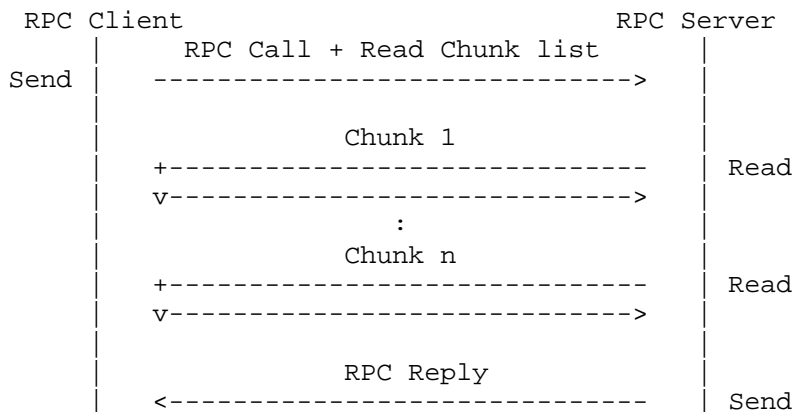 RPC Client                           RPC Server
    |     RPC Call + Read Chunk list      |
Send |   ------------------------------>   |
    |                                     |
    |               Chunk 1               |
    |   +------------------------------   | Read
    |   v----------------------------->   |
    |                  :                  |
    |               Chunk n               |
    |   +------------------------------   | Read
    |   v----------------------------->   |
    |                                     |
    |               RPC Reply             |
    |   <------------------------------   | Send